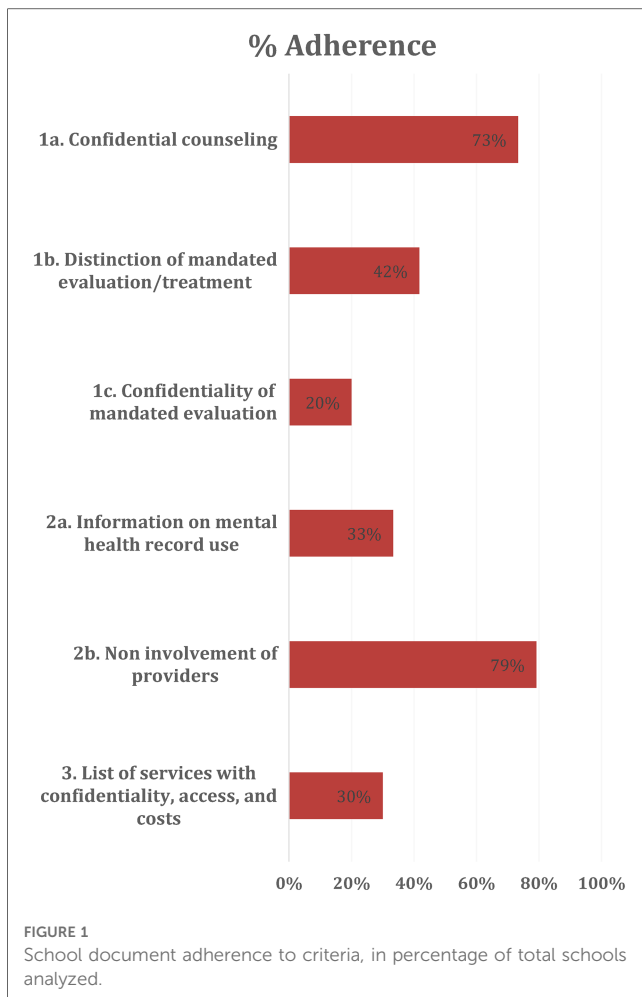 % Adherence
1a. Confidential counseling
73%
1b. Distinction of mandated
evaluation/treatment
42%
1c. Confidentiality of
mandated evaluation
20%
2a. Information on mental
health record use
33%
2b. Non involvement of
providers
79%
3. List of services with
confidentiality, access, and
costs
30%
0% 20% 40% 60% 80% 100%
FIGURE 1
School document adherence to criteria, in percentage of total schools
analyzed.